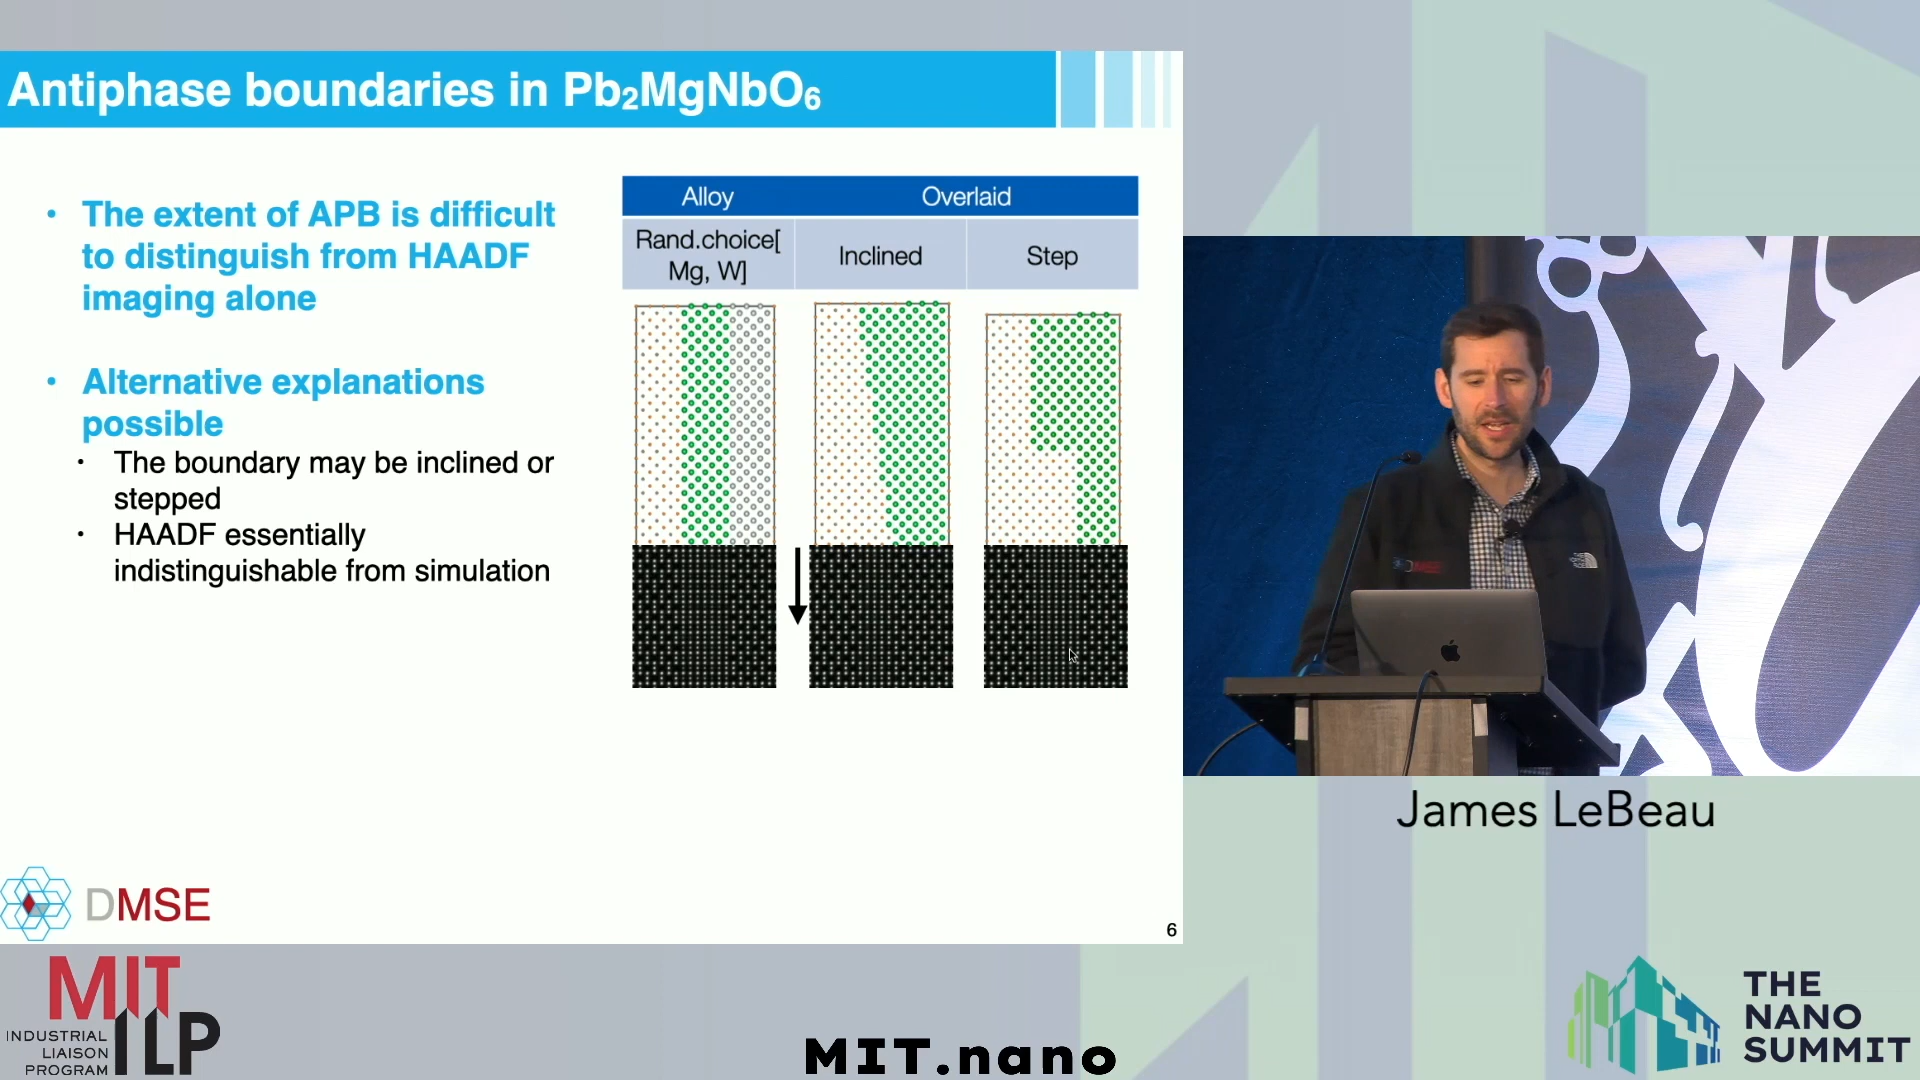 Antiphase boundaries in Pb₂MgNbO₆
• The extent of APB is difficult
to distinguish from HAADF
imaging alone
• Alternative explanations
possible
• The boundary may be inclined or
stepped
• HAADF essentially
indistinguishable from simulation
Alloy Overlaid
Rand.choice[
Mg, W]
Inclined
Step
DMSE
6
DMSE
James LeBeau
MIT
ILP
INDUSTRIAL
LIAISON
PROGRAM
MIT.nano
THE
NANO
SUMMIT